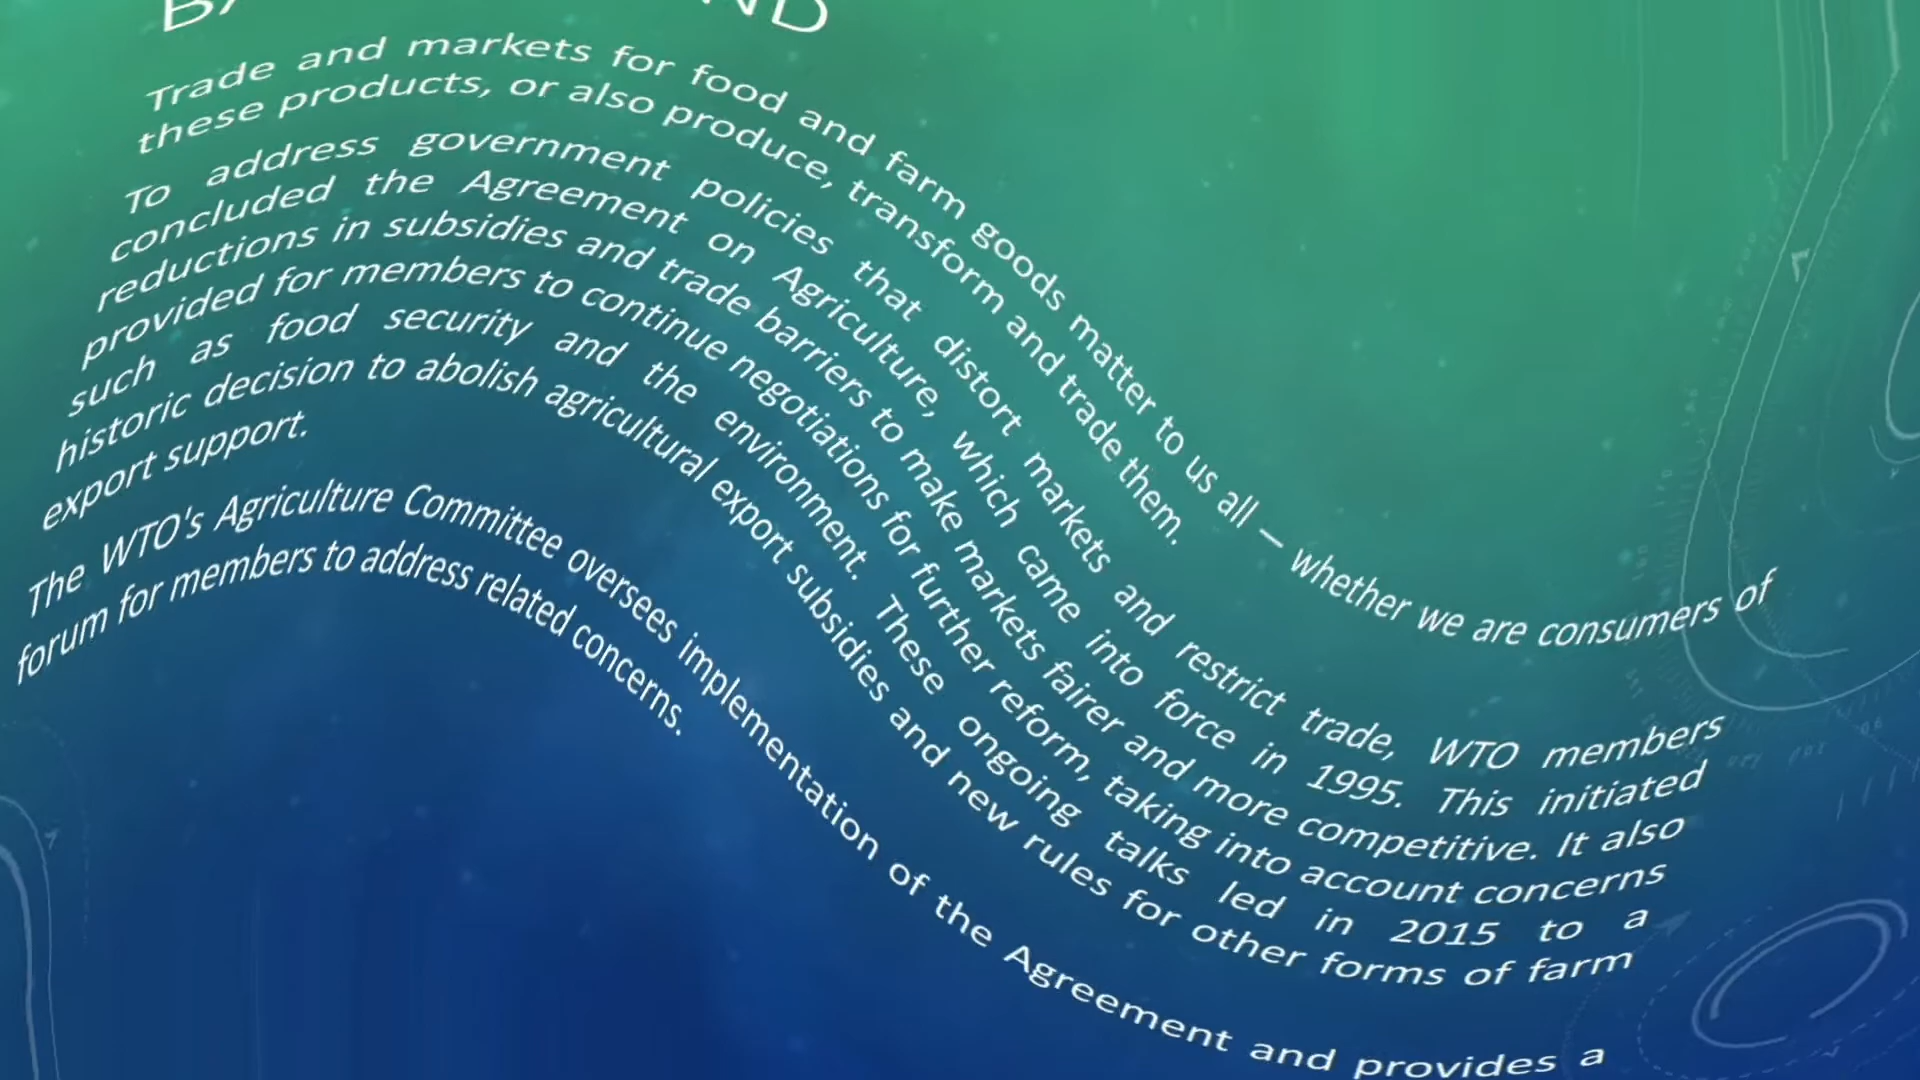 Trade and markets for food and farm goods matter to us all — whether we are consumers of
these products, or also produce, transform and trade them.
To address government policies that distort markets and restrict trade, WTO members
concluded the Agreement on Agriculture, which came into force in 1995. This initiated
reductions in subsidies and trade barriers to make markets fairer and more competitive. It also
provided for members to continue negotiations for further reform, taking into account concerns
such as food security and the environment. These ongoing talks led in 2015 to a
historic decision to abolish agricultural export subsidies and new rules for other forms of farm
export support.
The WTO's Agriculture Committee oversees implementation of the Agreement and provides a
forum for members to address related concerns.